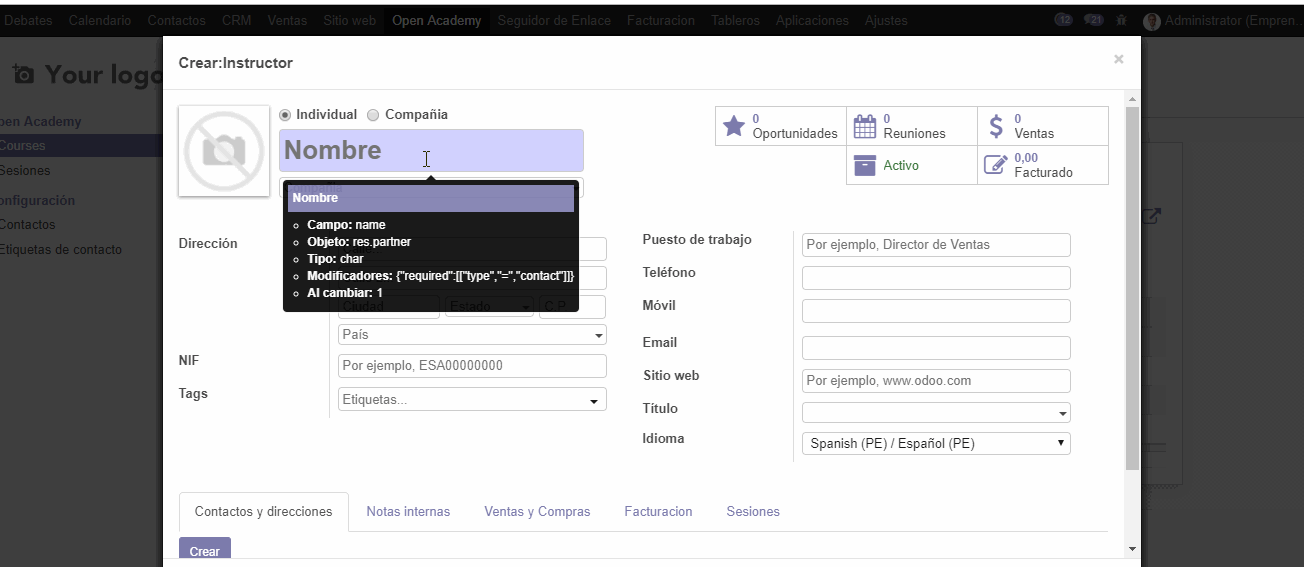 Debates Calendario Contactos CRM Ventas Sitio web Open Academy Seguidor de Enlace Facturacion Tableros Aplicaciones Ajustes 12 21 Administrator (Empren...
Crear:Instructor ×
Your logo
Individual Compañia
Nombre
0 Oportunidades
0 Reuniones
0 Ventas
Activo
0,00 Facturado
pen Academy
Courses
Sesiones
onfiguración
Contactos
Etiquetas de contacto
Nombre
Campo: name
Objeto: res.partner
Tipo: char
Modificadores: {"required":[["type","=","contact"]]}
Al cambiar: 1
Dirección
Ciudad Estado C.P.
País
NIF Por ejemplo, ESA00000000
Tags Etiquetas...
Puesto de trabajo Por ejemplo, Director de Ventas
Teléfono
Móvil
Email
Sitio web Por ejemplo, www.odoo.com
Título
Idioma Spanish (PE) / Español (PE)
Contactos y direcciones Notas internas Ventas y Compras Facturacion Sesiones
Crear